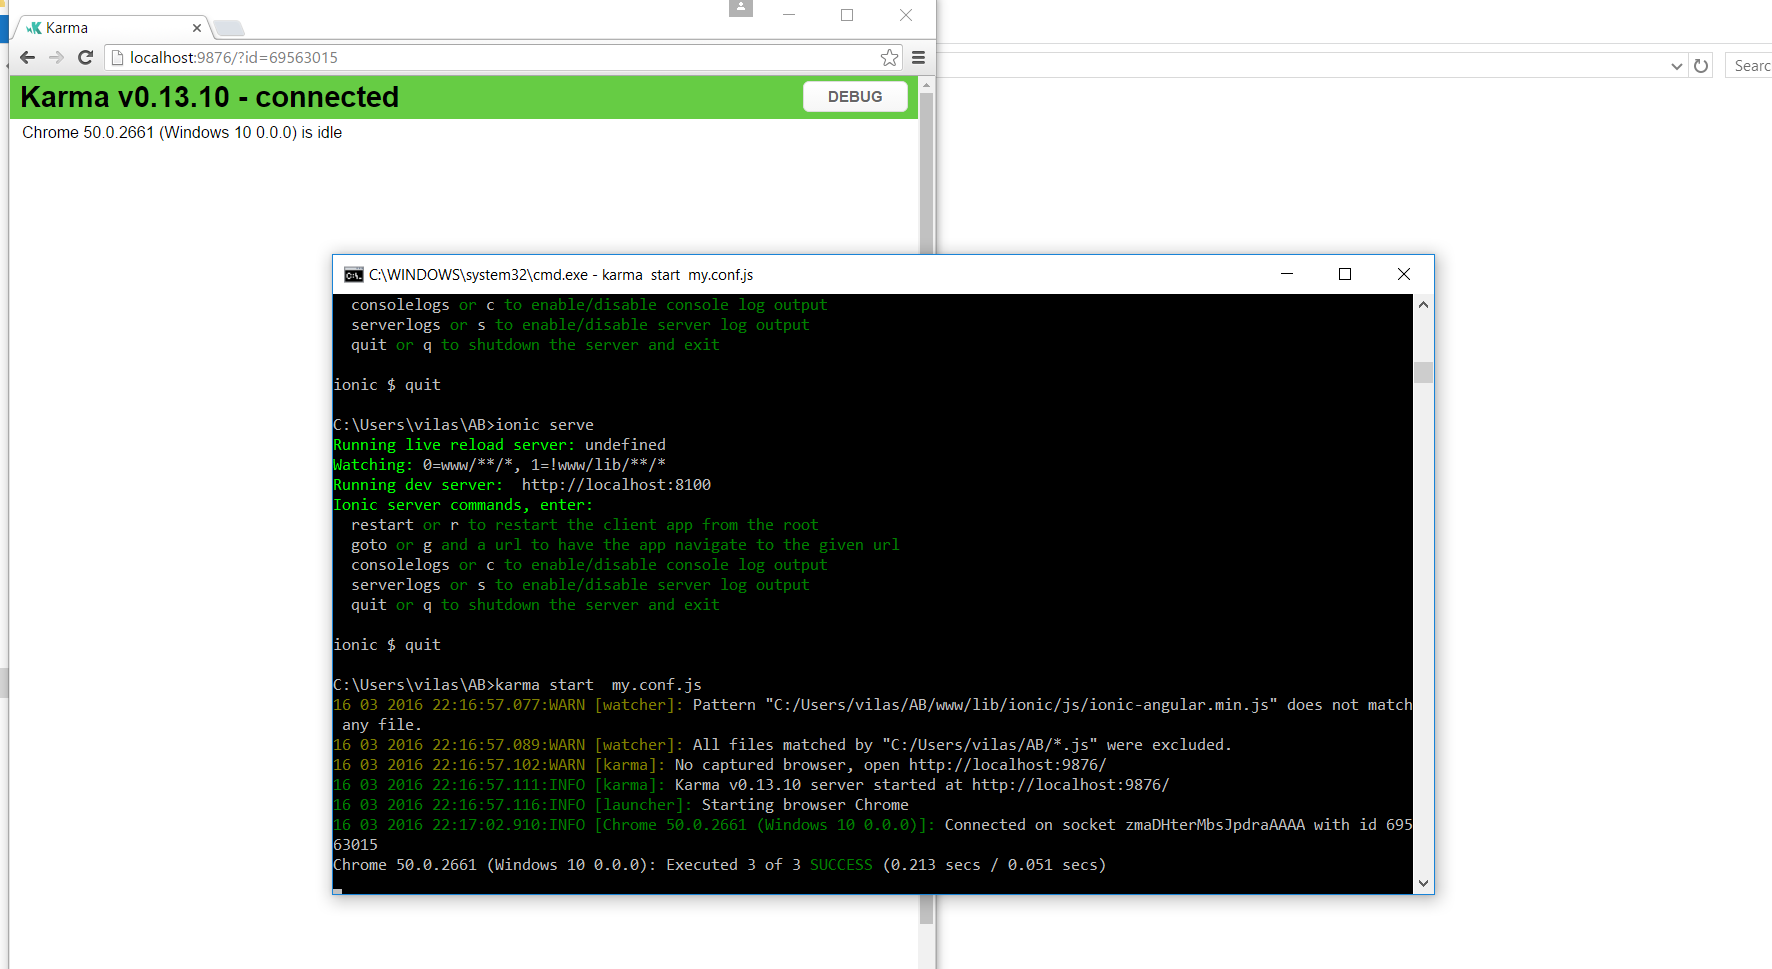 Karma
localhost:9876/?id=69563015
Searc
Karma v0.13.10 - connected
DEBUG
Chrome 50.0.2661 (Windows 10 0.0.0) is idle
C:\WINDOWS\system32\cmd.exe - karma  start  my.conf.js
consolelogs or c to enable/disable console log output
serverlogs or s to enable/disable server log output
quit or q to shutdown the server and exit
ionic $ quit
C:\Users\vilas\AB>ionic serve
Running live reload server: undefined
Watching: 0=www/**/*, 1=!www/lib/**/*
Running dev server:  http://localhost:8100
Ionic server commands, enter:
restart or r to restart the client app from the root
goto or g and a url to have the app navigate to the given url
consolelogs or c to enable/disable console log output
serverlogs or s to enable/disable server log output
quit or q to shutdown the server and exit
ionic $ quit
C:\Users\vilas\AB>karma start  my.conf.js
16 03 2016 22:16:57.077:WARN [watcher]: Pattern "C:/Users/vilas/AB/www/lib/ionic/js/ionic-angular.min.js" does not match
any file.
16 03 2016 22:16:57.089:WARN [watcher]: All files matched by "C:/Users/vilas/AB/*.js" were excluded.
16 03 2016 22:16:57.102:WARN [karma]: No captured browser, open http://localhost:9876/
16 03 2016 22:16:57.111:INFO [karma]: Karma v0.13.10 server started at http://localhost:9876/
16 03 2016 22:16:57.116:INFO [launcher]: Starting browser Chrome
16 03 2016 22:17:02.910:INFO [Chrome 50.0.2661 (Windows 10 0.0.0)]: Connected on socket zmaDHterMbsJpdraAAAA with id 695
63015
Chrome 50.0.2661 (Windows 10 0.0.0): Executed 3 of 3 SUCCESS (0.213 secs / 0.051 secs)